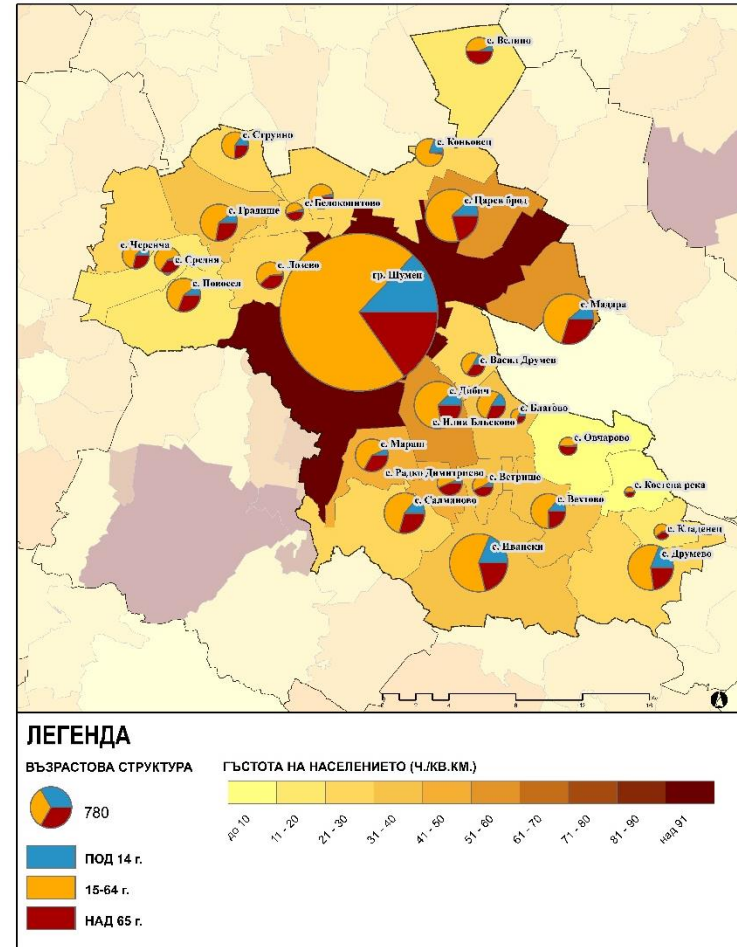 с. Велино
с. Струино
с. Коньовец
с. Белокопитово
с. Царев брод
с. Градище
с. Черенча
с. Средня
с. Лозево
гр. Шумен
с. Новосел
с. Мадара
с. Васил Друмев
с. Дибич
с. Благово
с. Илия Блъсково
с. Овчарово
с. Мараш
с. Радко Димитриево
с. Ветрище
с. Костена река
с. Салманово
с. Вехтово
с. Кладенец
с. Ивански
с. Друмево
ЛЕГЕНДА
ВЪЗРАСТОВА СТРУКТУРА
780
ПОД 14 г.
15-64 г.
НАД 65 г.
ГЪСТОТА НА НАСЕЛЕНИЕТО (Ч./КВ.КМ.)
до 10
11 - 20
21 - 30
31 - 40
41 - 50
51 - 60
61 - 70
71 - 80
81 - 90
над 91